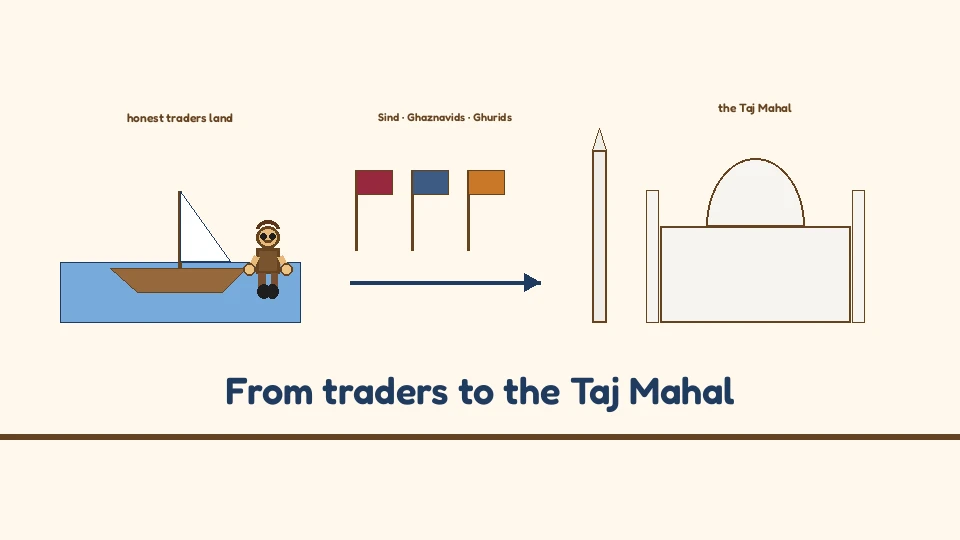 honest traders land
Sind · Ghaznavids · Ghurids
the Taj Mahal
From traders to the Taj Mahal